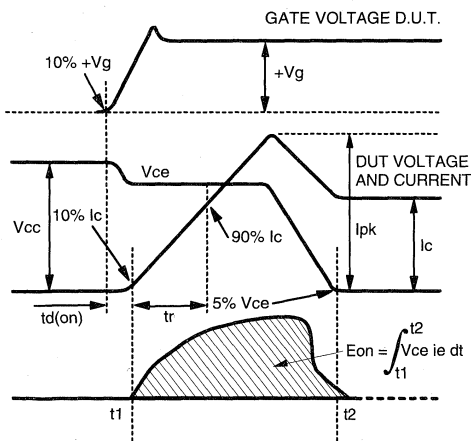 GATE VOLTAGE D.U.T.
10% +Vg
+Vg
Vce
DUT VOLTAGE
AND CURRENT
10% Ic
Vcc
Ipk
90% Ic
Ic
td(on)
tr
5% Vce
t2
Eon = ∫ Vce ie dt
t1
t1
t2